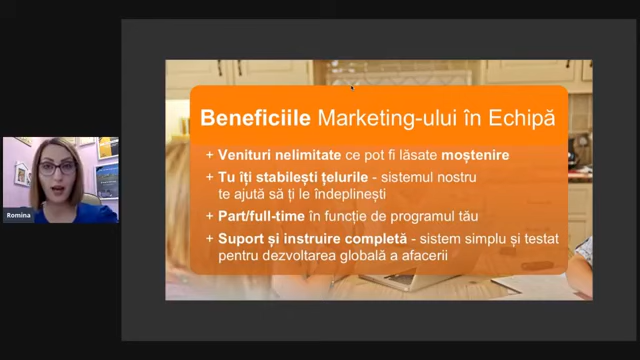 Beneficiile Marketing-ului în Echipă
+ Venituri nelimitate ce pot fi lăsate moștenire
+ Tu îți stabilești țelurile - sistemul nostru
te ajută să ți le îndeplinești
+ Part/full-time în funcție de programul tău
+ Suport și instruire completă - sistem simplu și testat
pentru dezvoltarea globală a afacerii
Romina